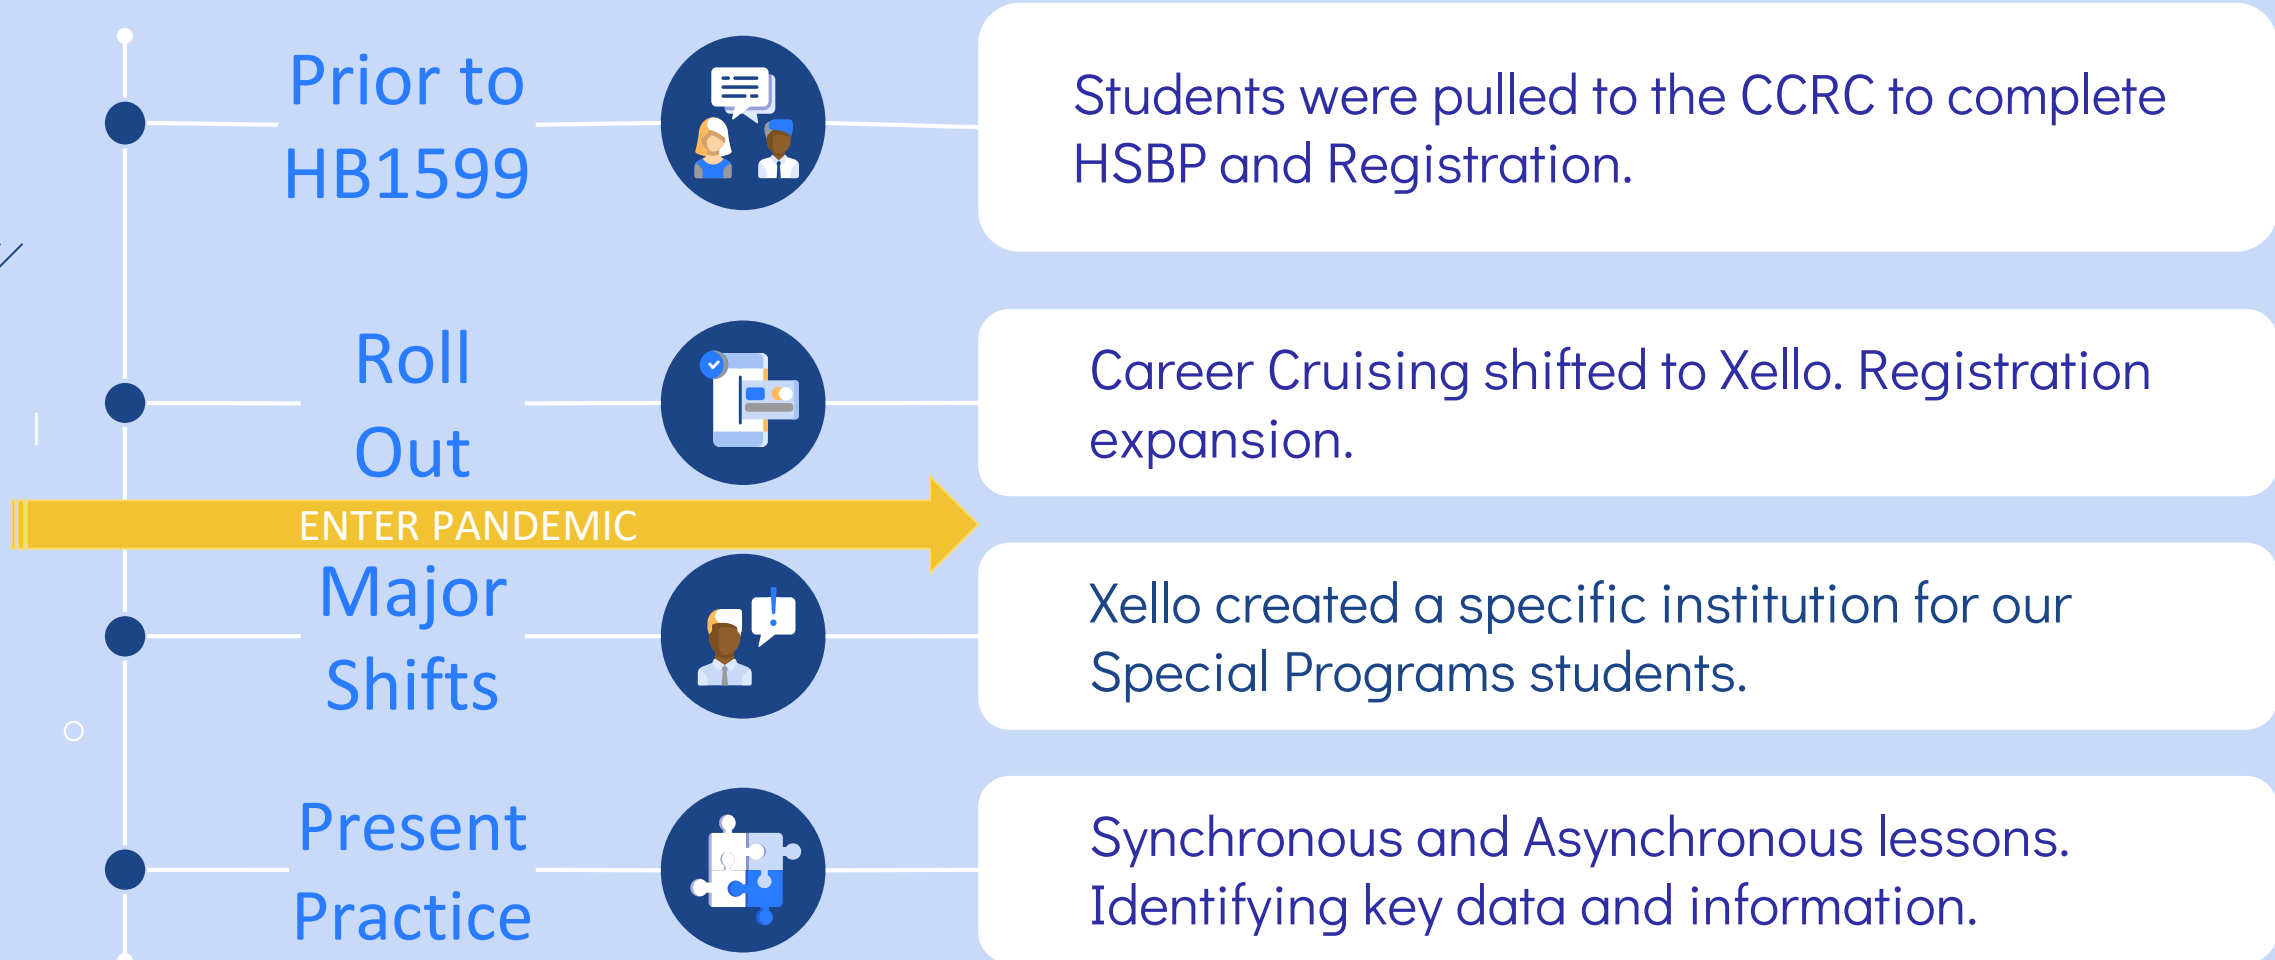 Prior to
HB1599
Students were pulled to the CCRC to complete
HSBP and Registration.
Roll
Out
Career Cruising shifted to Xello. Registration
expansion.
ENTER PANDEMIC
Major
Shifts
Xello created a specific institution for our
Special Programs students.
Present
Practice
Synchronous and Asynchronous lessons.
Identifying key data and information.